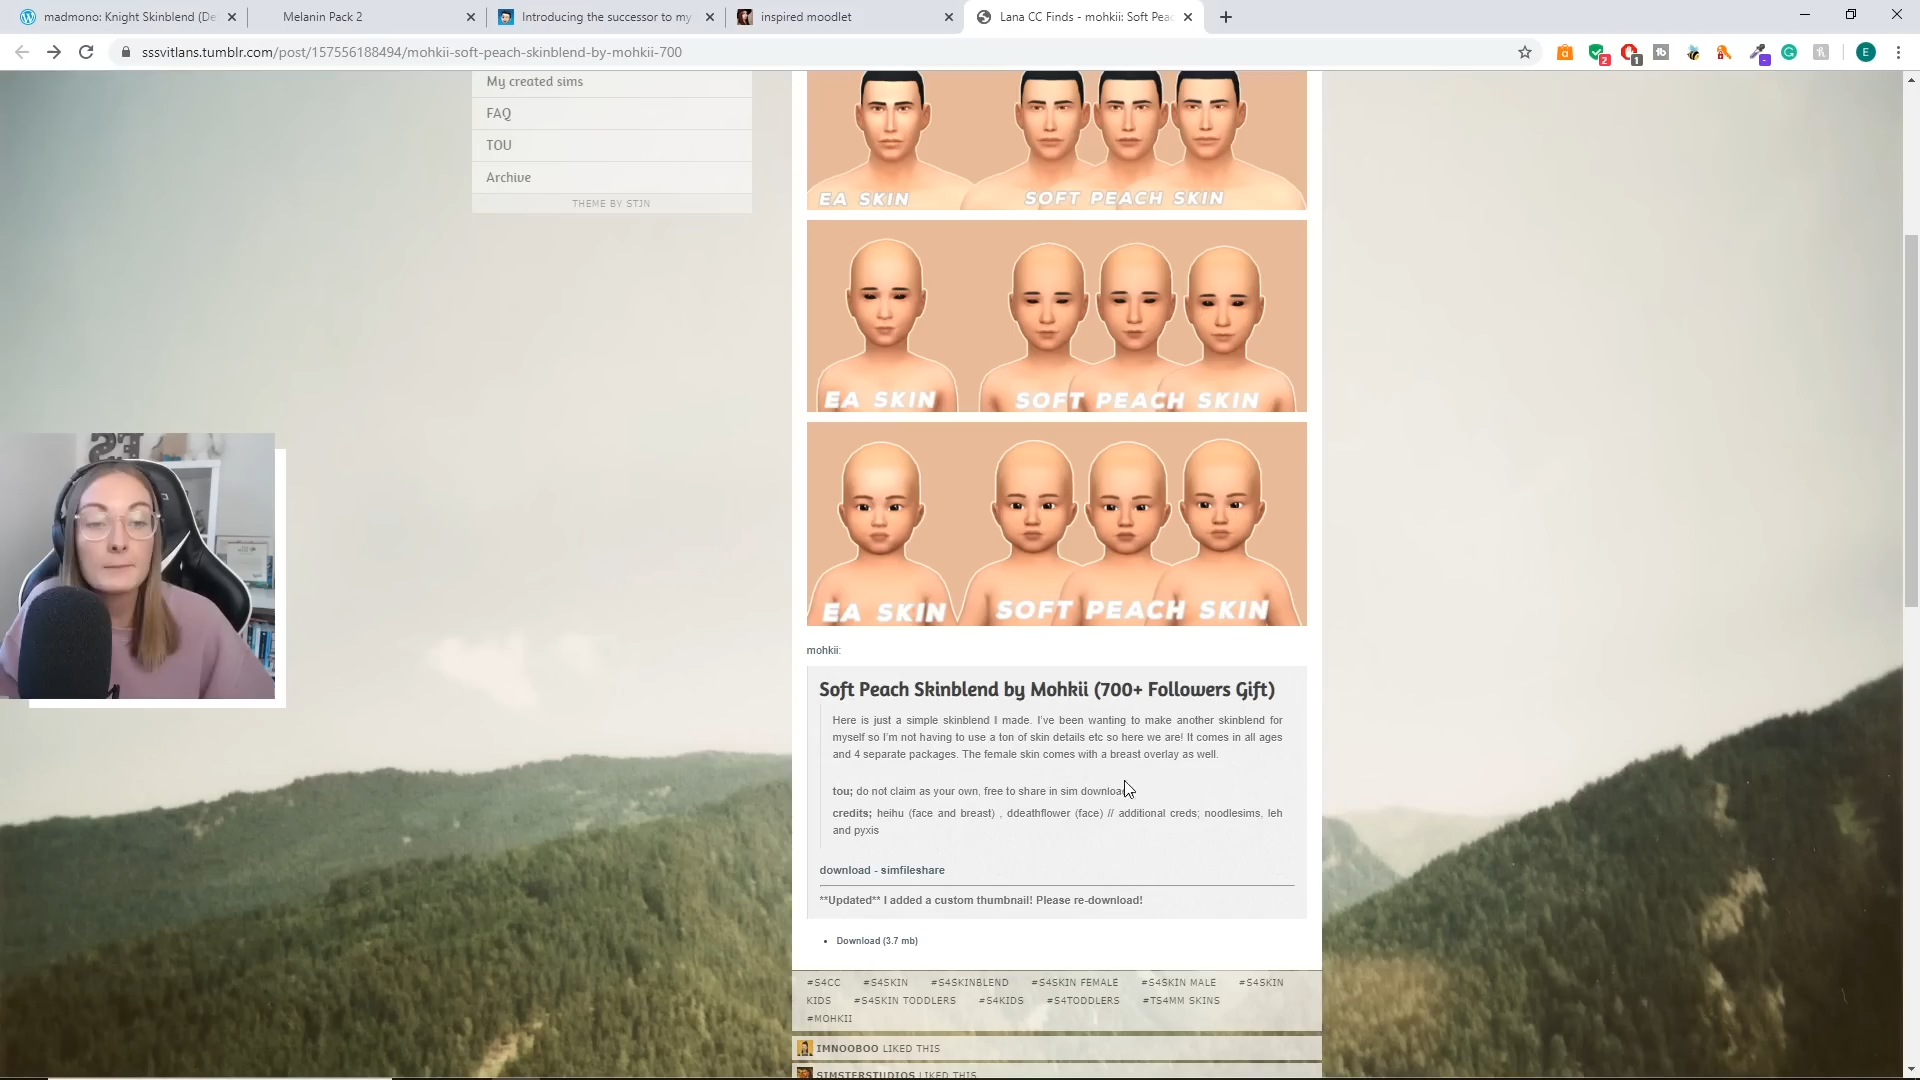 madmono: Knight Skinblend (De
Melanin Pack 2
Introducing the successor to my
inspired moodlet
Lana CC Finds - mohkii: Soft Peac
sssvitlans.tumblr.com/post/157556188494/mohkii-soft-peach-skinblend-by-mohkii-700
2
1
E
My created sims
FAQ
TOU
Archive
THEME BY STJN
EA SKIN
SOFT PEACH SKIN
EA SKIN
SOFT PEACH SKIN
EA SKIN
SOFT PEACH SKIN
mohkii:
Soft Peach Skinblend by Mohkii (700+ Followers Gift)
Here is just a simple skinblend I made. I've been wanting to make another skinblend for
myself so I'm not having to use a ton of skin details etc so here we are! It comes in all ages
and 4 separate packages. The female skin comes with a breast overlay as well.
tou; do not claim as your own, free to share in sim download
credits; heihu (face and breast) , ddeathflower (face) // additional creds; noodlesims, leh
and pyxis
download - simfileshare
**Updated** I added a custom thumbnail! Please re-download!
• Download (3.7 mb)
#S4CC #S4SKIN #S4SKINBLEND #S4SKIN FEMALE #S4SKIN MALE #S4SKIN
KIDS #S4SKIN TODDLERS #S4KIDS #S4TODDLERS #TS4MM SKINS
#MOHKII
IMNOOBOO LIKED THIS
SIMSTERSTUDIOS LIKED THIS